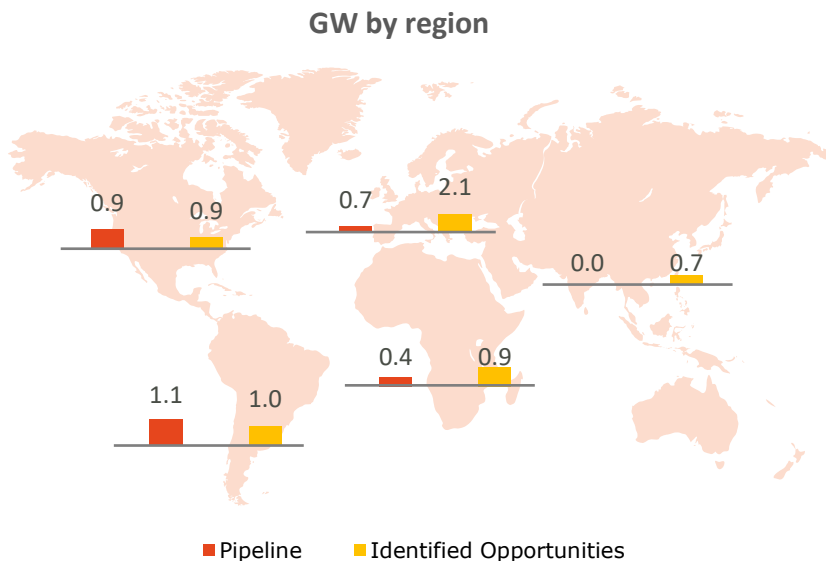 GW by region
0.9 0.9
0.7 2.1
0.0 0.7
0.4 0.9
1.1 1.0
Pipeline Identified Opportunities